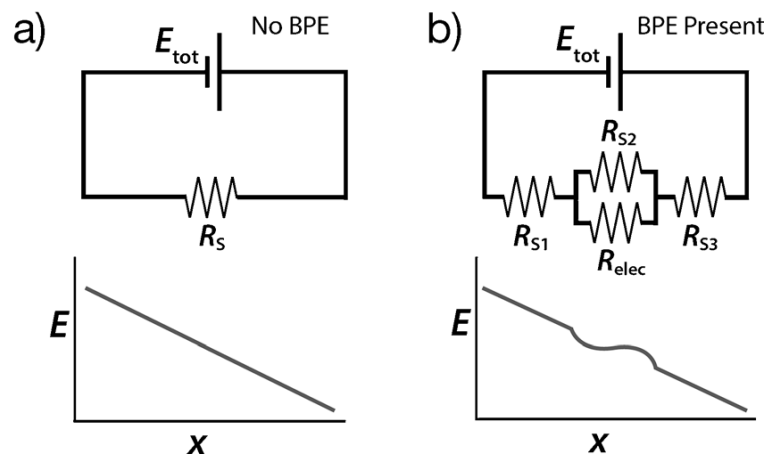 a)
No BPE
E_tot
R_S
E
x
b)
BPE Present
E_tot
R_S2
R_S1
R_elec
R_S3
E
x